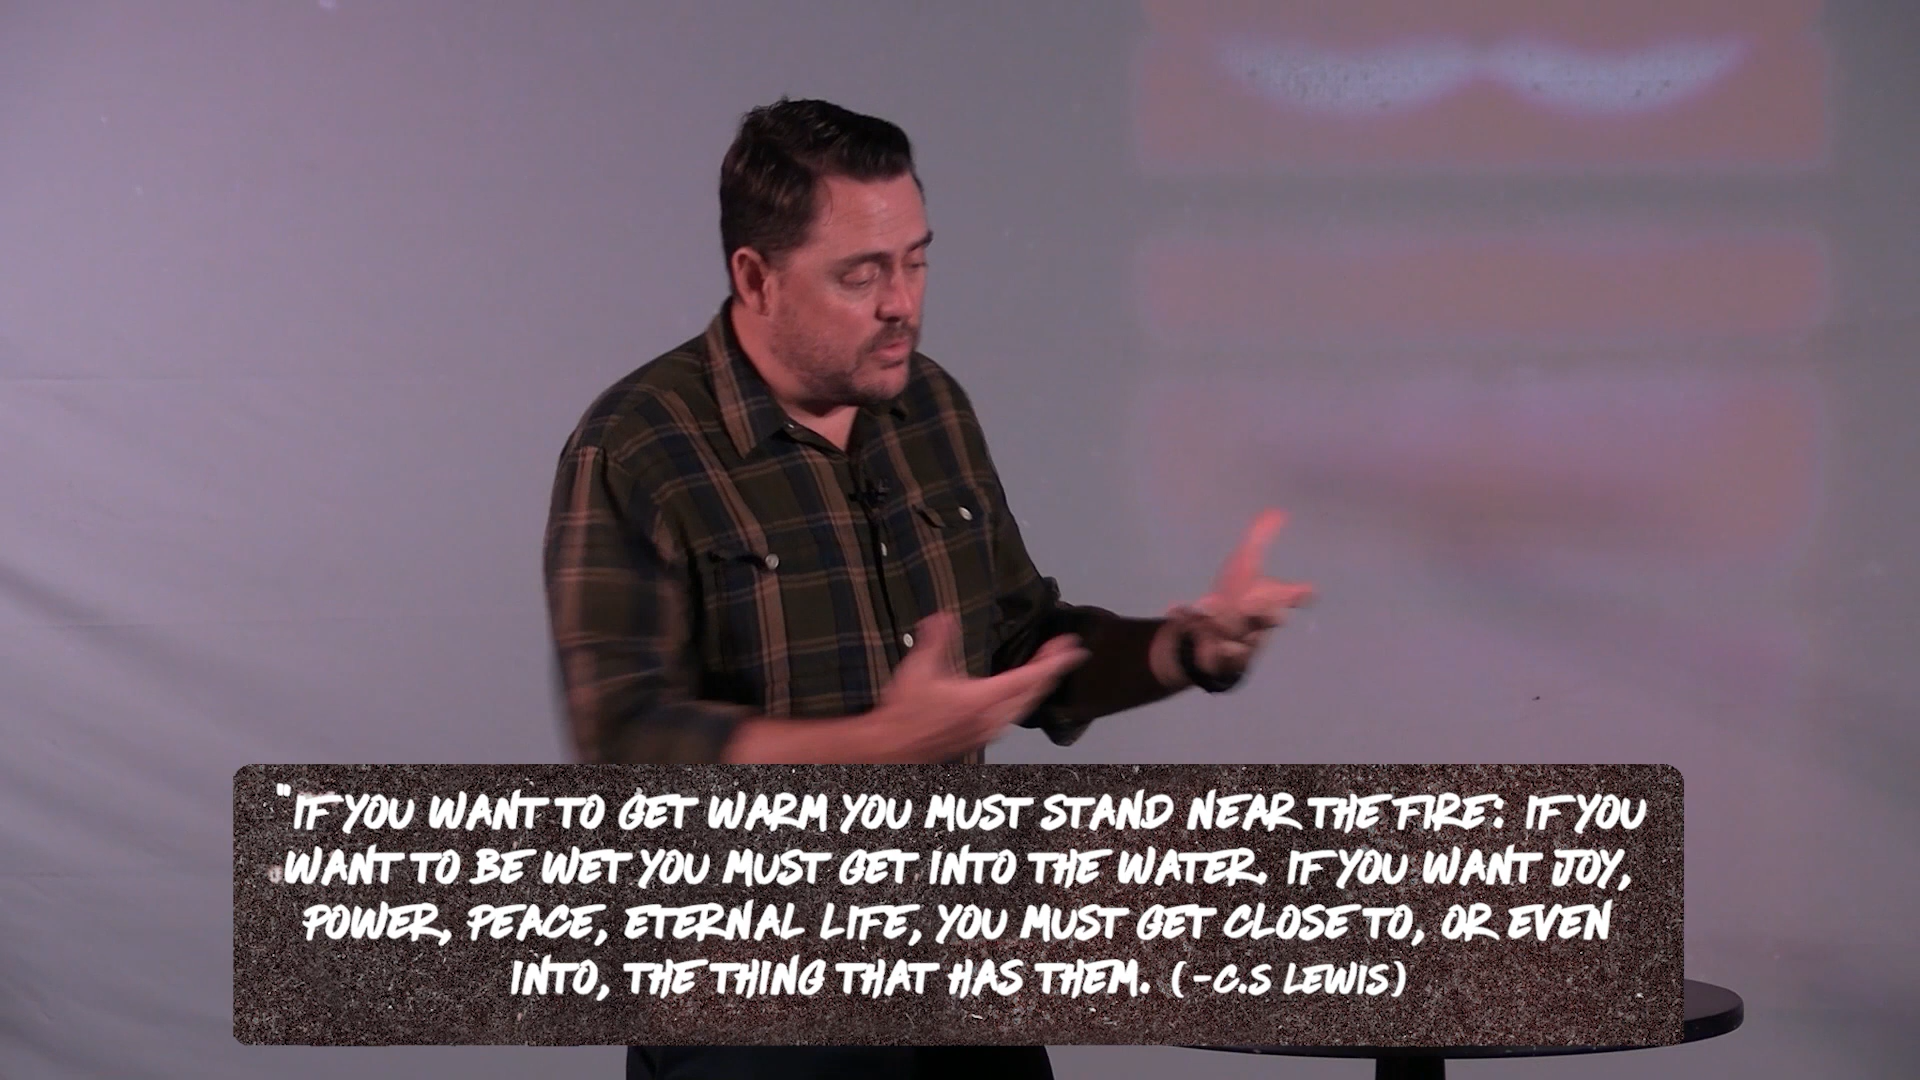 "IF YOU WANT TO GET WARM YOU MUST STAND NEAR THE FIRE: IF YOU
WANT TO BE WET YOU MUST GET INTO THE WATER. IF YOU WANT JOY,
POWER, PEACE, ETERNAL LIFE, YOU MUST GET CLOSE TO, OR EVEN
INTO, THE THING THAT HAS THEM. (-C.S LEWIS)